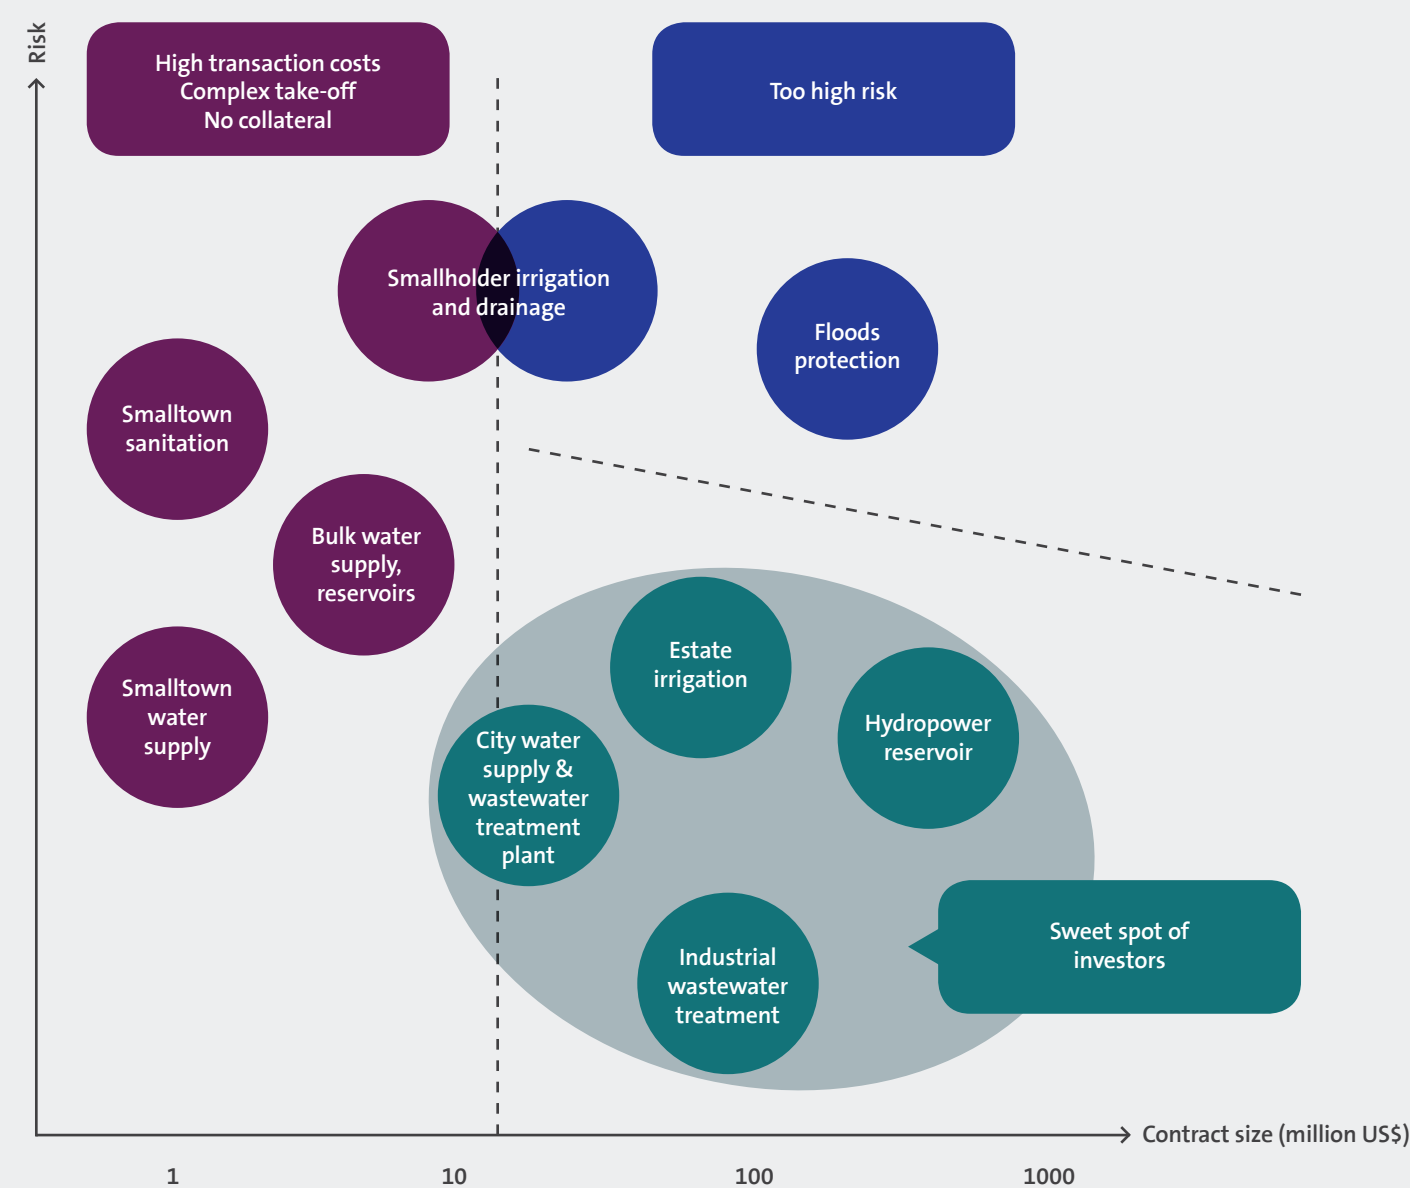 Risk
High transaction costs
Complex take-off
No collateral
Too high risk
Smallholder irrigation
and drainage
Floods
protection
Smalltown
sanitation
Bulk water
supply,
reservoirs
Smalltown
water
supply
Estate
irrigation
Hydropower
reservoir
City water
supply &
wastewater
treatment
plant
Industrial
wastewater
treatment
Sweet spot of
investors
Contract size (million US$)
1
10
100
1000